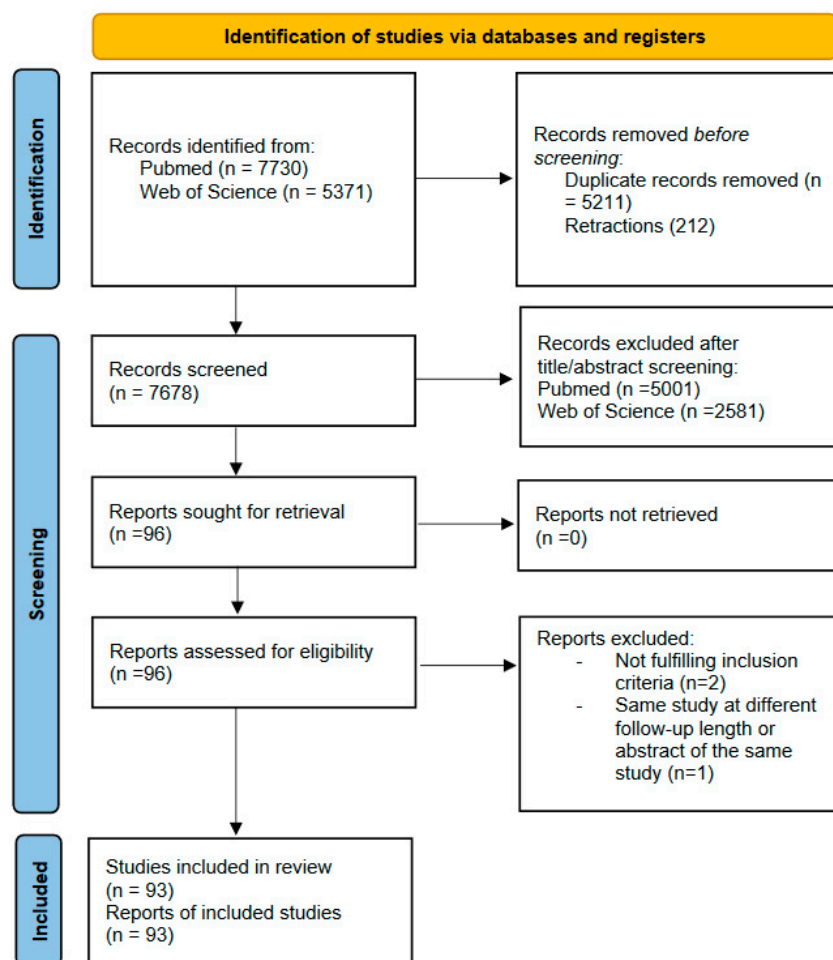 Identification of studies via databases and registers
Identification
Records identified from:
Pubmed (n = 7730)
Web of Science (n = 5371)
Records removed before
screening:
Duplicate records removed (n
= 5211)
Retractions (212)
Screening
Records screened
(n = 7678)
Records excluded after
title/abstract screening:
Pubmed (n =5001)
Web of Science (n =2581)
Reports sought for retrieval
(n =96)
Reports not retrieved
(n =0)
Reports assessed for eligibility
(n =96)
Reports excluded:
- Not fulfilling inclusion
criteria (n=2)
- Same study at different
follow-up length or
abstract of the same
study (n=1)
Included
Studies included in review
(n = 93)
Reports of included studies
(n = 93)